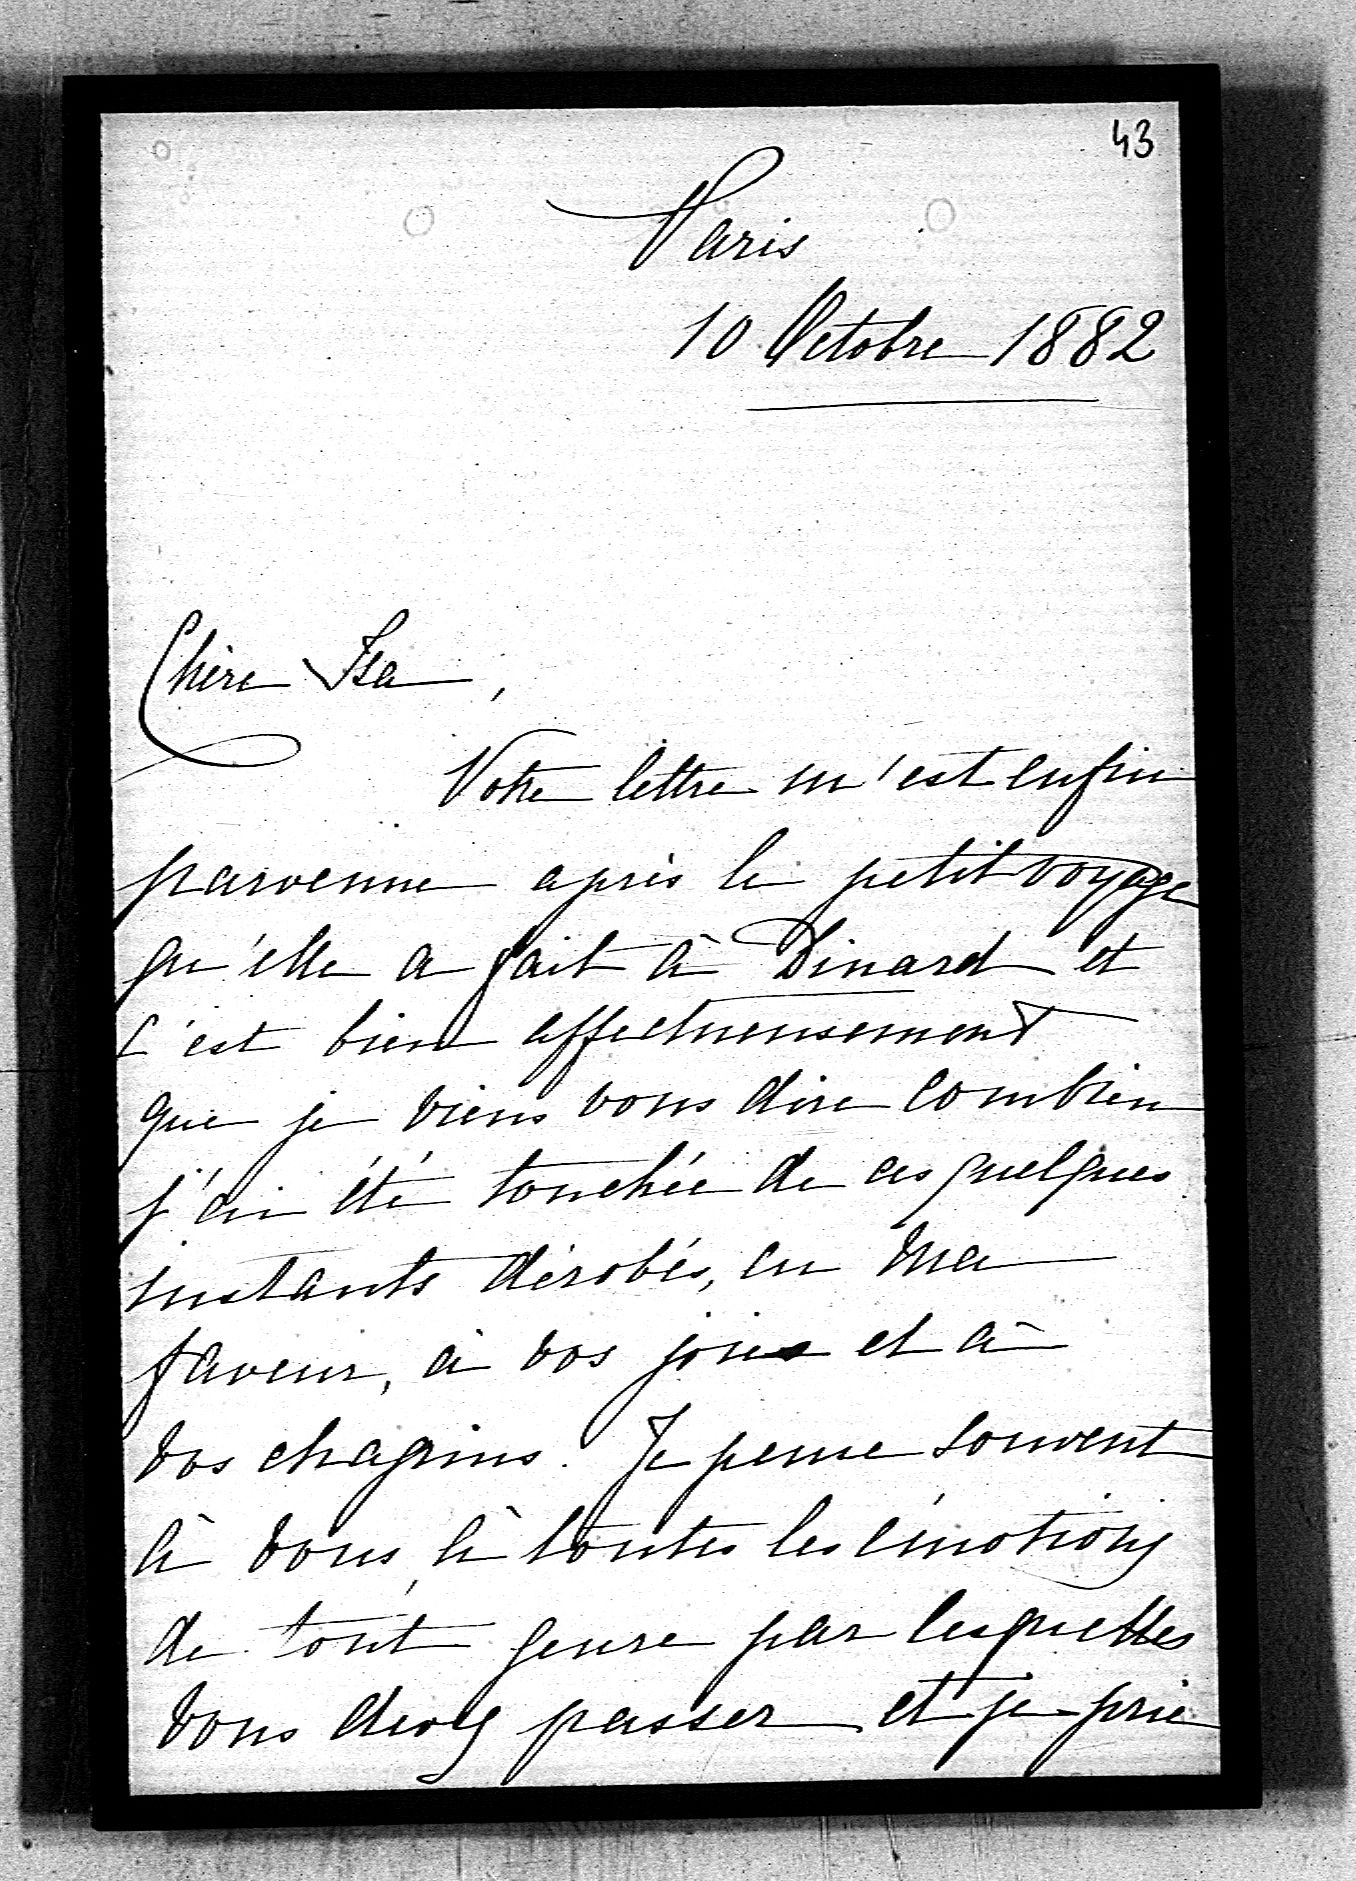 43
Paris
10 Octobre 1882
Chère Isa,
Votre lettre m'est enfin
parvenue après le petit voyage
qu'elle a fait à Dinard et
c'est bien affectueusement
que je viens vous dire combien
j'ai été touchée de ces quelques
instants dérobés, en ma
faveur, à vos joies et à
vos chagrins. Je pense souvent
à vous, à toutes les émotions
de tout genre par lesquelles
vous devez passer et je prie